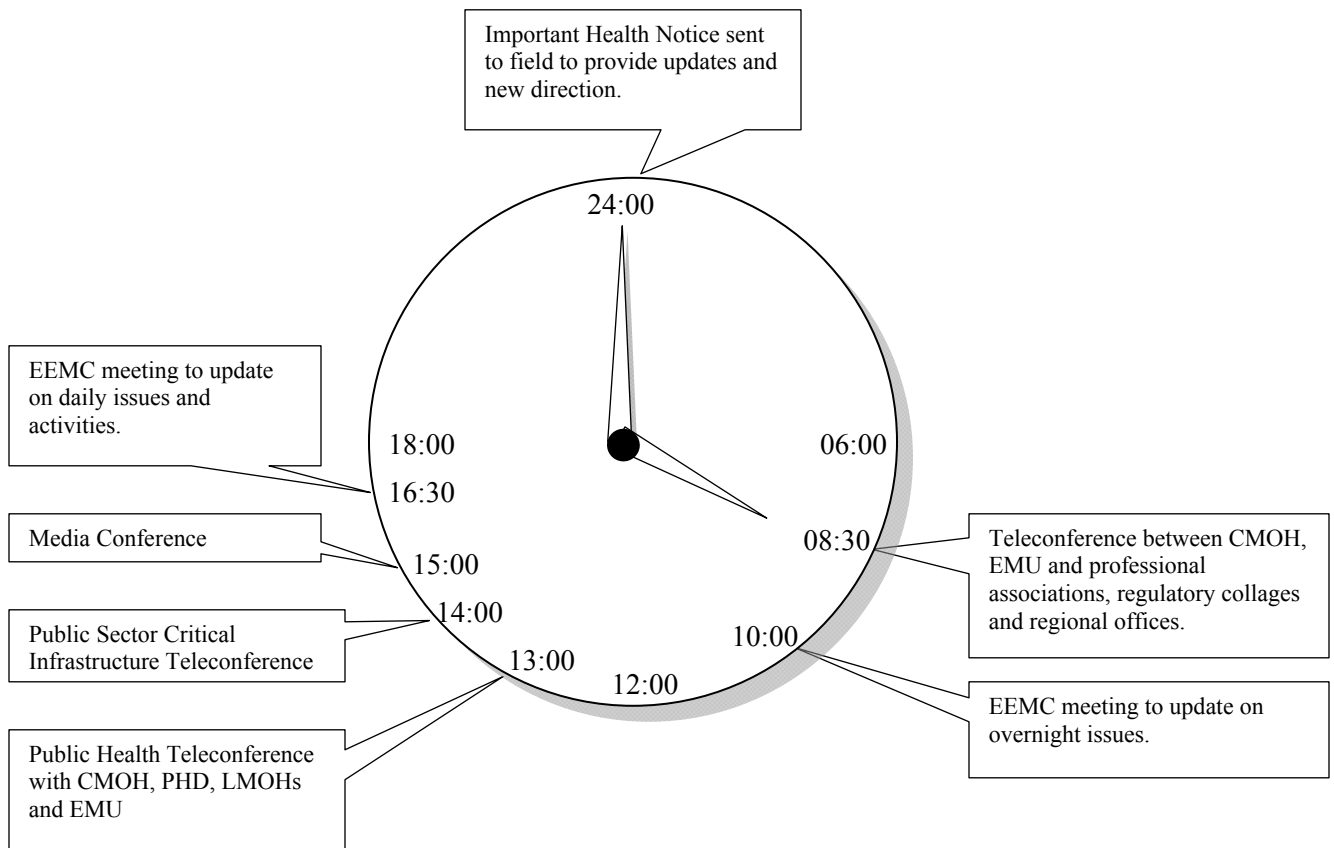 Important Health Notice sent
to field to provide updates and
new direction.
24:00
EEMC meeting to update
on daily issues and
activities.
18:00
06:00
16:30
Media Conference
08:30
Teleconference between CMOH,
EMU and professional
associations, regulatory collages
and regional offices.
15:00
Public Sector Critical
Infrastructure Teleconference
14:00
10:00
13:00
12:00
EEMC meeting to update on
overnight issues.
Public Health Teleconference
with CMOH, PHD, LMOHs
and EMU